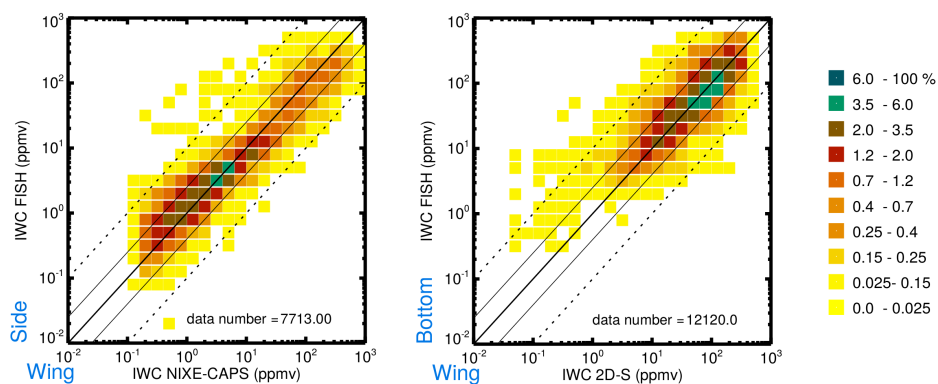 10³
10²
10¹
10⁰
10⁻¹
10⁻²
IWC FISH (ppmv)
Side
data number =7713.00
10⁻² 10⁻¹ 10⁰ 10¹ 10² 10³
Wing IWC NIXE-CAPS (ppmv)
10³
10²
10¹
10⁰
10⁻¹
10⁻²
IWC FISH (ppmv)
Bottom
data number =12120.0
10⁻² 10⁻¹ 10⁰ 10¹ 10² 10³
Wing IWC 2D-S (ppmv)
6.0 - 100 %
3.5 - 6.0
2.0 - 3.5
1.2 - 2.0
0.7 - 1.2
0.4 - 0.7
0.25 - 0.4
0.15 - 0.25
0.025- 0.15
0.0 - 0.025